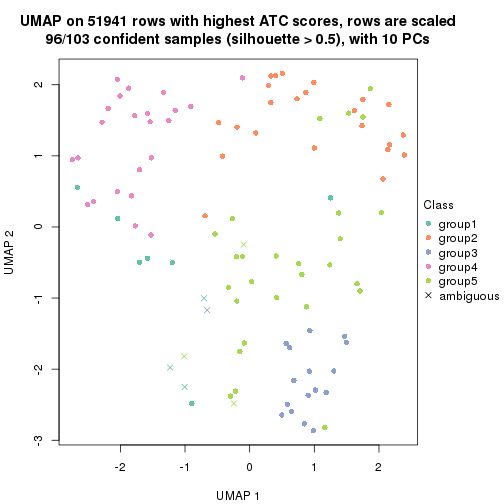 UMAP on 51941 rows with highest ATC scores, rows are scaled
96/103 confident samples (silhouette > 0.5), with 10 PCs
2
1
0
-1
-2
-3
UMAP 2
-2
-1
0
1
2
UMAP 1
Class
group1
group2
group3
group4
group5
ambiguous